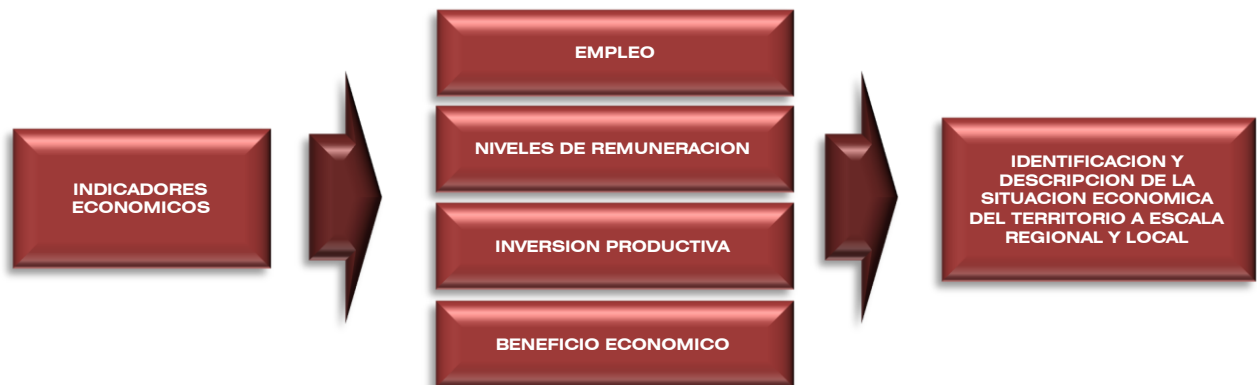 INDICADORES
ECONOMICOS
EMPLEO
NIVELES DE REMUNERACION
INVERSION PRODUCTIVA
BENEFICIO ECONOMICO
IDENTIFICACION Y
DESCRIPCION DE LA
SITUACION ECONOMICA
DEL TERRITORIO A ESCALA
REGIONAL Y LOCAL